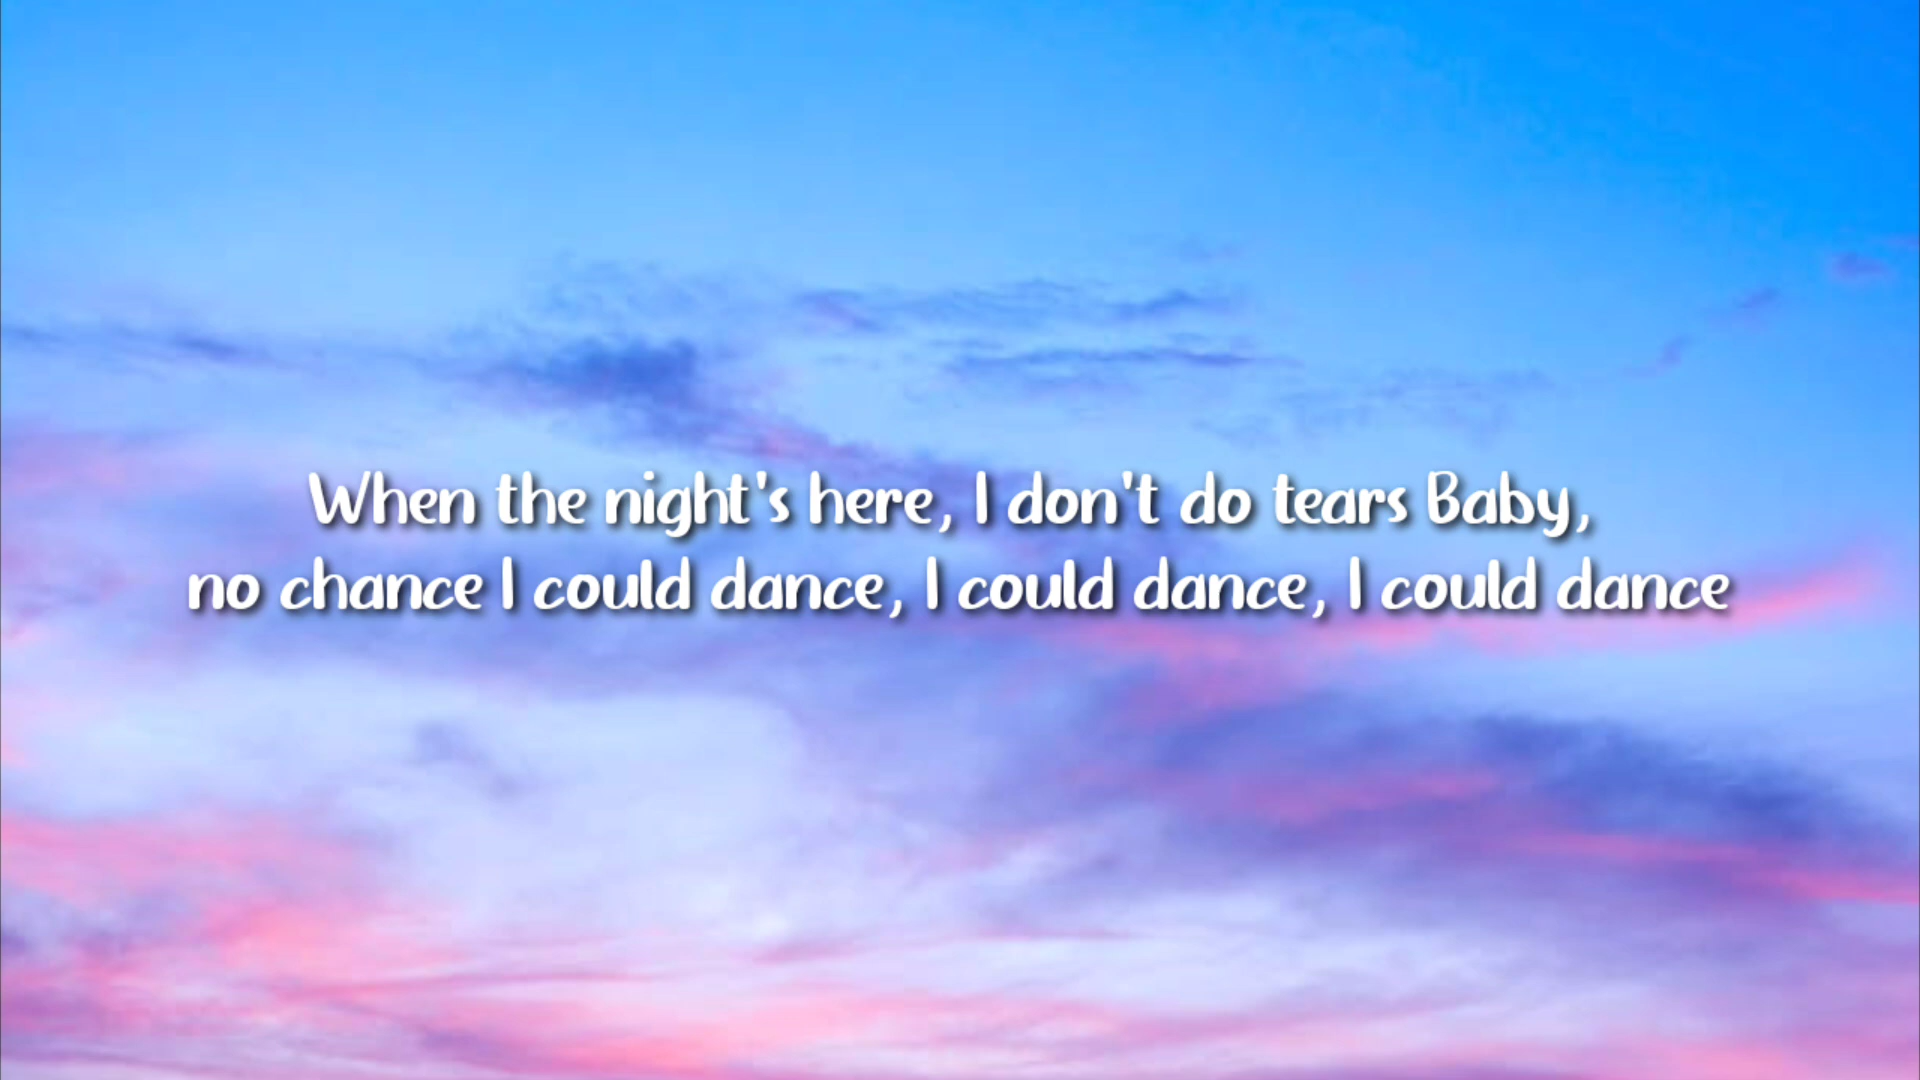 When the night's here, I don't do tears Baby,
no chance I could dance, I could dance, I could dance